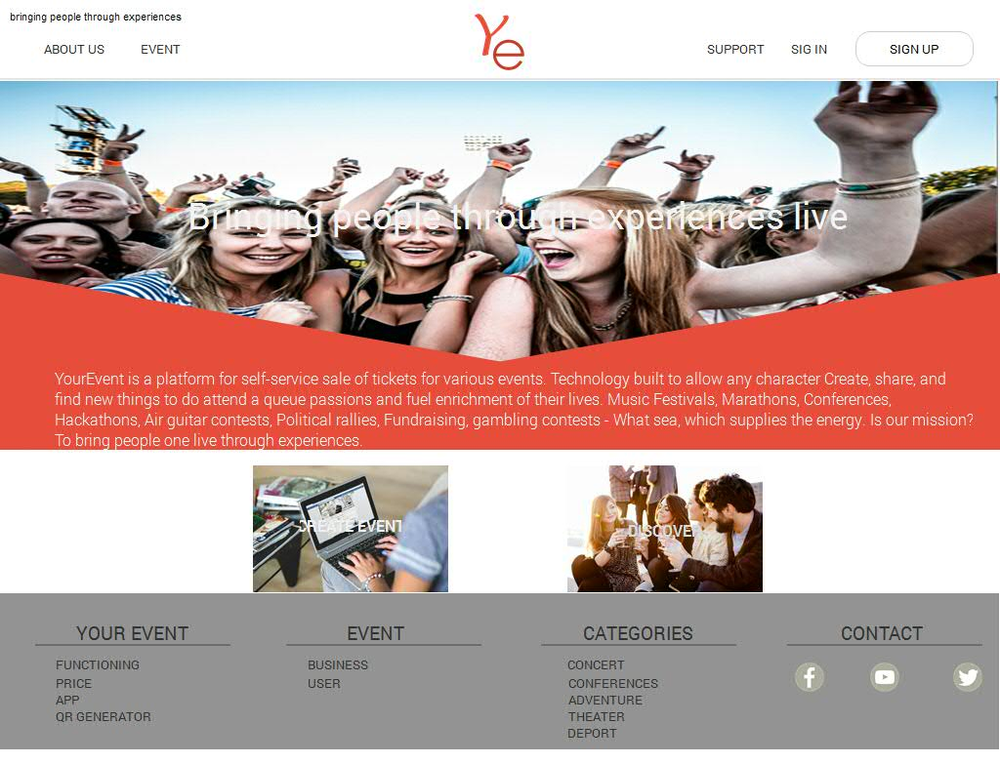 bringing people through experiences
ABOUT US EVENT
Ye
SUPPORT SIG IN SIGN UP
Bringing people through experiences live
YourEvent is a platform for self-service sale of tickets for various events. Technology built to allow any character Create, share, and
find new things to do attend a queue passions and fuel enrichment of their lives. Music Festivals, Marathons, Conferences,
Hackathons, Air guitar contests, Political rallies, Fundraising, gambling contests - What sea, which supplies the energy. Is our mission?
To bring people one live through experiences.
CREATE EVENT
DISCOVER
YOUR EVENT
FUNCTIONING
PRICE
APP
QR GENERATOR
EVENT
BUSINESS
USER
CATEGORIES
CONCERT
CONFERENCES
ADVENTURE
THEATER
DEPORT
CONTACT